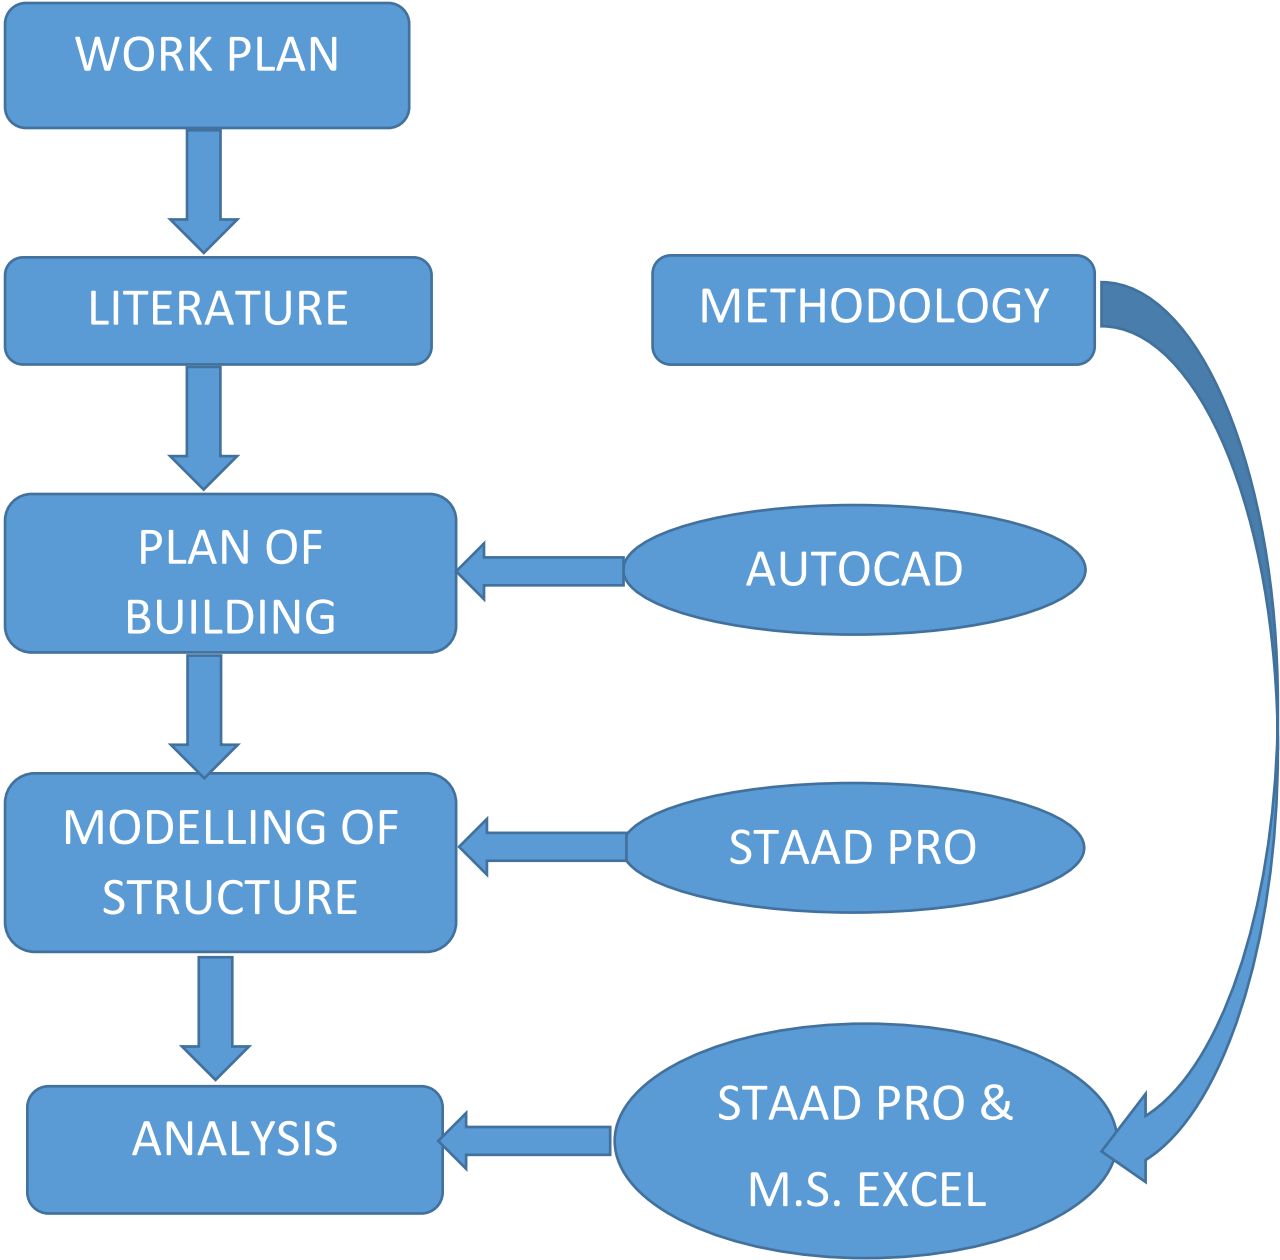 WORK PLAN
LITERATURE
METHODOLOGY
PLAN OF
BUILDING
AUTOCAD
MODELLING OF
STRUCTURE
STAAD PRO
ANALYSIS
STAAD PRO &
M.S. EXCEL